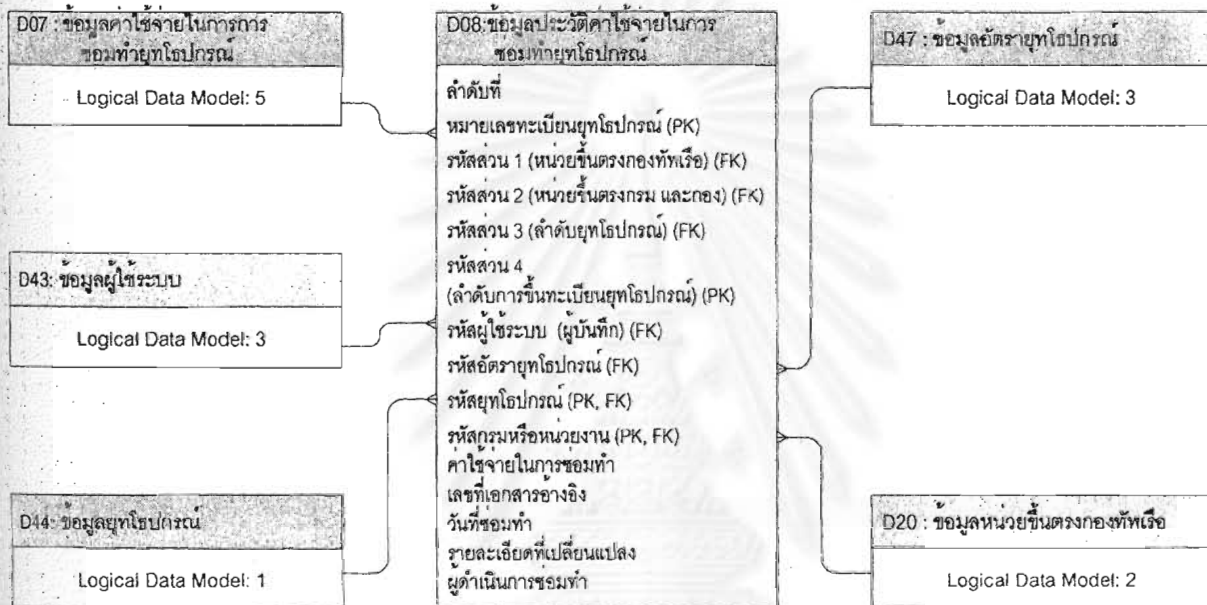 D07 : ข้อมูลค่าใช้จ่ายในการการ
ซ่อมทำยุทโธปกรณ์
Logical Data Model: 5
D43: ข้อมูลผู้ใช้ระบบ
Logical Data Model: 3
D44: ข้อมูลยุทโธปกรณ์
Logical Data Model: 1
D08:ข้อมูลประวัติค่าใช้จ่ายในการ
ซ่อมทำยุทโธปกรณ์
ลำดับที่
หมายเลขทะเบียนยุทโธปกรณ์ (PK)
รหัสส่วน 1 (หน่วยขึ้นตรงกองทัพเรือ) (FK)
รหัสส่วน 2 (หน่วยขึ้นตรงกรม และกอง) (FK)
รหัสส่วน 3 (ลำดับยุทโธปกรณ์) (FK)
รหัสส่วน 4
(ลำดับการขึ้นทะเบียนยุทโธปกรณ์) (PK)
รหัสผู้ใช้ระบบ (ผู้บันทึก) (FK)
รหัสอัตรายุทโธปกรณ์ (FK)
รหัสยุทโธปกรณ์ (PK, FK)
รหัสกรมหรือหน่วยงาน (PK, FK)
ค่าใช้จ่ายในการซ่อมทำ
เลขที่เอกสารอ้างอิง
วันที่ซ่อมทำ
รายละเอียดที่เปลี่ยนแปลง
ผู้ดำเนินการซ่อมทำ
D47 : ข้อมูลอัตรายุทโธปกรณ์
Logical Data Model: 3
D20 : ข้อมูลหน่วยขึ้นตรงกองทัพเรือ
Logical Data Model: 2